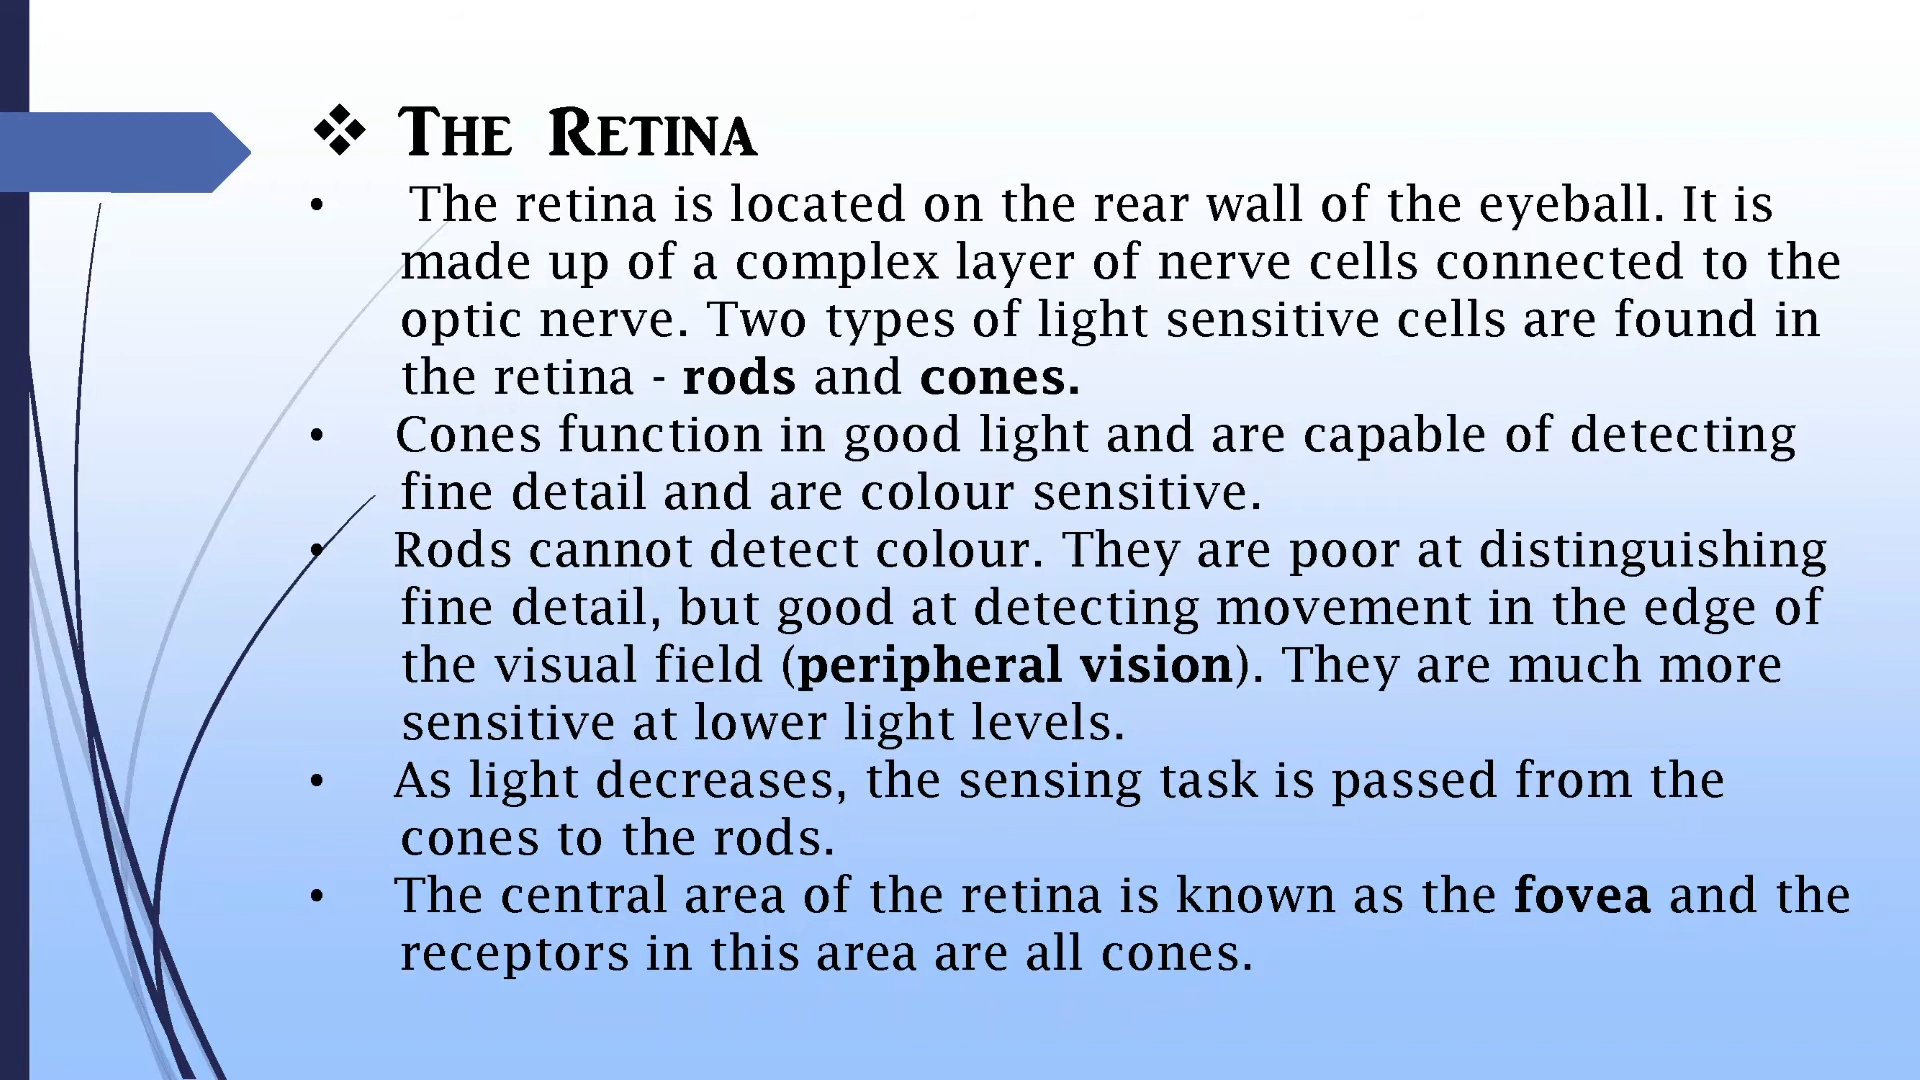 ❖ THE RETINA
• The retina is located on the rear wall of the eyeball. It is
made up of a complex layer of nerve cells connected to the
optic nerve. Two types of light sensitive cells are found in
the retina - rods and cones.
• Cones function in good light and are capable of detecting
fine detail and are colour sensitive.
• Rods cannot detect colour. They are poor at distinguishing
fine detail, but good at detecting movement in the edge of
the visual field (peripheral vision). They are much more
sensitive at lower light levels.
• As light decreases, the sensing task is passed from the
cones to the rods.
• The central area of the retina is known as the fovea and the
receptors in this area are all cones.